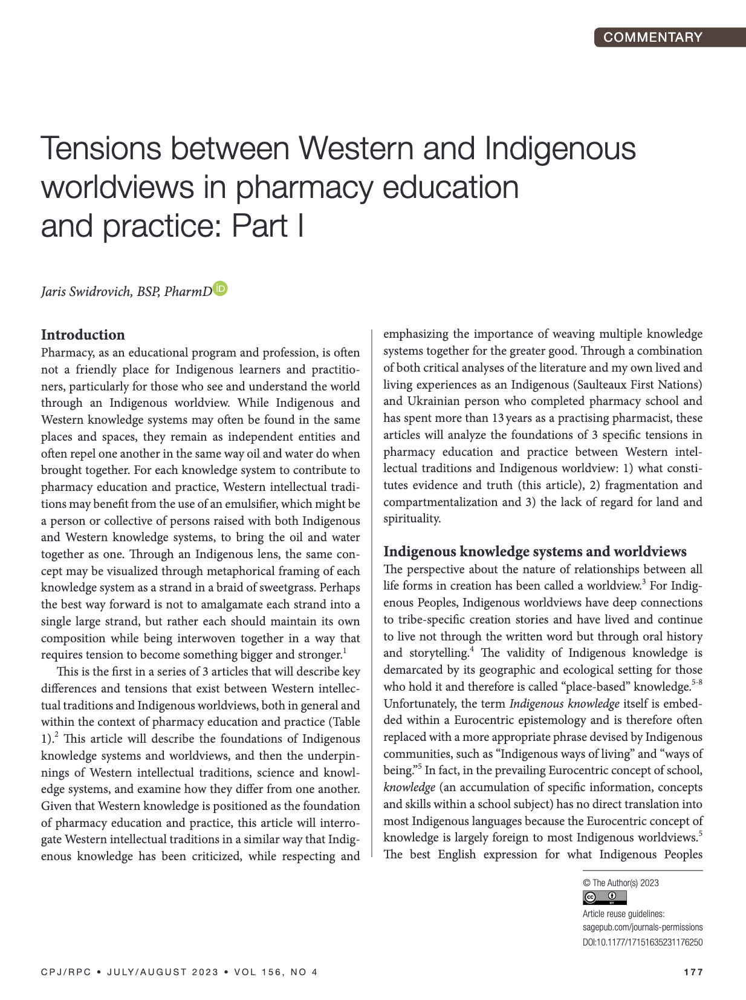 COMMENTARY
Tensions between Western and Indigenous
worldviews in pharmacy education
and practice: Part I
Jaris Swidrovich, BSP, PharmD iD
Introduction
Pharmacy, as an educational program and profession, is often
not a friendly place for Indigenous learners and practitio-
ners, particularly for those who see and understand the world
through an Indigenous worldview. While Indigenous and
Western knowledge systems may often be found in the same
places and spaces, they remain as independent entities and
often repel one another in the same way oil and water do when
brought together. For each knowledge system to contribute to
pharmacy education and practice, Western intellectual tradi-
tions may benefit from the use of an emulsifier, which might be
a person or collective of persons raised with both Indigenous
and Western knowledge systems, to bring the oil and water
together as one. Through an Indigenous lens, the same con-
cept may be visualized through metaphorical framing of each
knowledge system as a strand in a braid of sweetgrass. Perhaps
the best way forward is not to amalgamate each strand into a
single large strand, but rather each should maintain its own
composition while being interwoven together in a way that
requires tension to become something bigger and stronger.1
This is the first in a series of 3 articles that will describe key
differences and tensions that exist between Western intellec-
tual traditions and Indigenous worldviews, both in general and
within the context of pharmacy education and practice (Table
1).2 This article will describe the foundations of Indigenous
knowledge systems and worldviews, and then the underpin-
nings of Western intellectual traditions, science and knowl-
edge systems, and examine how they differ from one another.
Given that Western knowledge is positioned as the foundation
of pharmacy education and practice, this article will interro-
gate Western intellectual traditions in a similar way that Indig-
enous knowledge has been criticized, while respecting and
emphasizing the importance of weaving multiple knowledge
systems together for the greater good. Through a combination
of both critical analyses of the literature and my own lived and
living experiences as an Indigenous (Saulteaux First Nations)
and Ukrainian person who completed pharmacy school and
has spent more than 13 years as a practising pharmacist, these
articles will analyze the foundations of 3 specific tensions in
pharmacy education and practice between Western intel-
lectual traditions and Indigenous worldview: 1) what consti-
tutes evidence and truth (this article), 2) fragmentation and
compartmentalization and 3) the lack of regard for land and
spirituality.
Indigenous knowledge systems and worldviews
The perspective about the nature of relationships between all
life forms in creation has been called a worldview.3 For Indig-
enous Peoples, Indigenous worldviews have deep connections
to tribe-specific creation stories and have lived and continue
to live not through the written word but through oral history
and storytelling.4 The validity of Indigenous knowledge is
demarcated by its geographic and ecological setting for those
who hold it and therefore is called “place-based” knowledge.5-8
Unfortunately, the term Indigenous knowledge itself is embed-
ded within a Eurocentric epistemology and is therefore often
replaced with a more appropriate phrase devised by Indigenous
communities, such as “Indigenous ways of living” and “ways of
being.”5 In fact, in the prevailing Eurocentric concept of school,
knowledge (an accumulation of specific information, concepts
and skills within a school subject) has no direct translation into
most Indigenous languages because the Eurocentric concept of
knowledge is largely foreign to most Indigenous worldviews.5
The best English expression for what Indigenous Peoples
© The Author(s) 2023
cc BY
Article reuse guidelines:
sagepub.com/journals-permissions
DOI:10.1177/17151635231176250
CPJ/RPC • JULY/AUGUST 2023 • VOL 156, NO 4
177